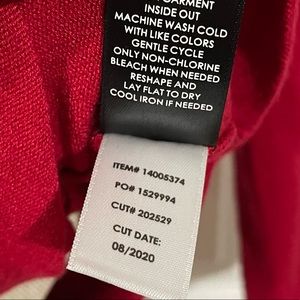 GARMENT
INSIDE OUT
MACHINE WASH COLD
WITH LIKE COLORS
GENTLE CYCLE
ONLY NON-CHLORINE
BLEACH WHEN NEEDED
RESHAPE AND
LAY FLAT TO DRY
COOL IRON IF NEEDED
ITEM# 14005374
PO# 1529994
CUT# 202529
CUT DATE:
08/2020